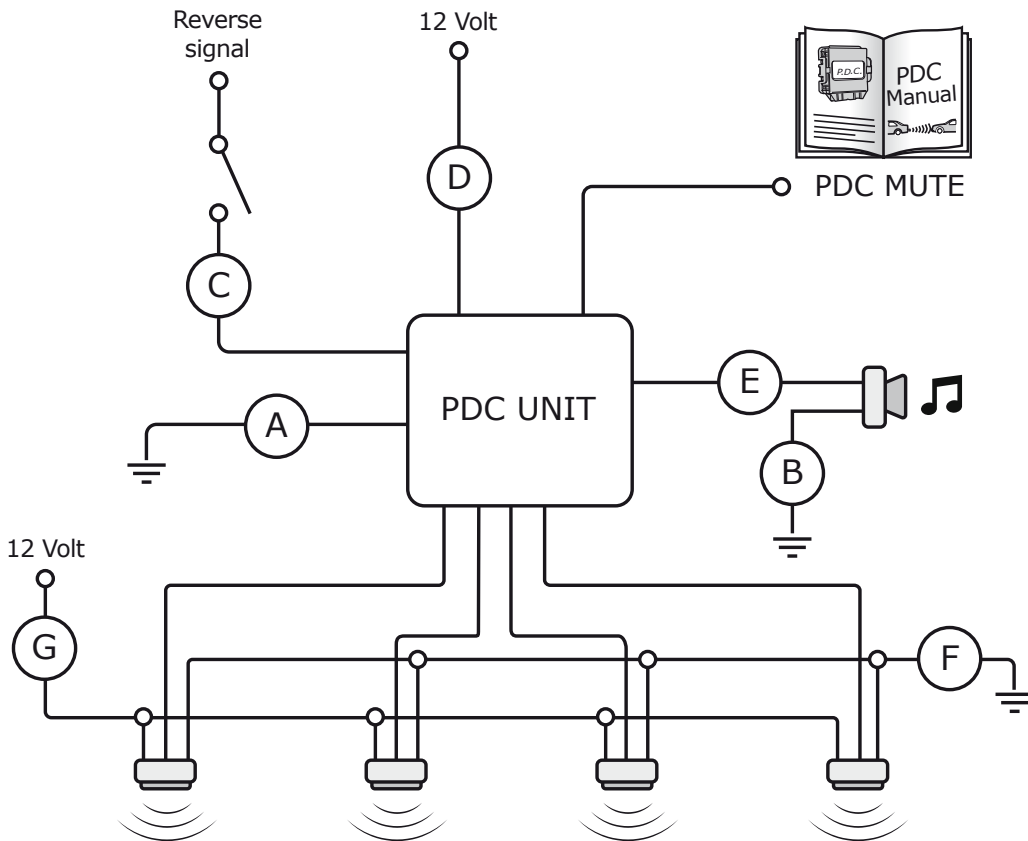 Reverse
signal
12 Volt
P.D.C.
PDC
Manual
PDC MUTE
D
C
PDC UNIT
E
A
B
12 Volt
G
F